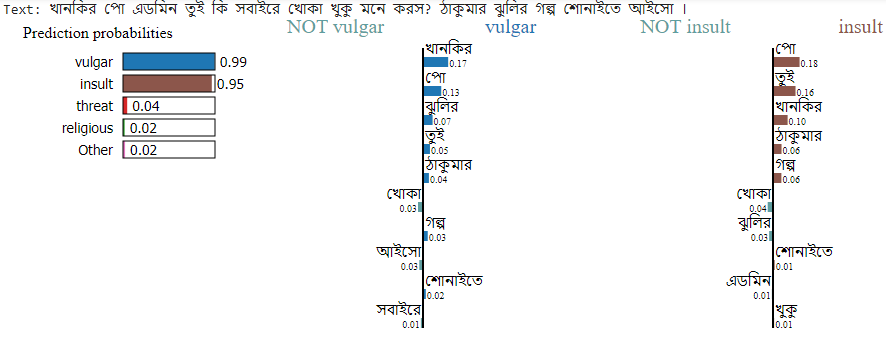 Text: খানকির পো এডমিন তুই কি সবাইরে খোকা খুকু মনে করস? ঠাকুমার ঝুলির গল্প শোনাইতে আইসো ।
Prediction probabilities
vulgar 0.99
insult 0.95
threat 0.04
religious 0.02
Other 0.02
NOT vulgar vulgar
খানকির
0.17
পো
0.13
ঝুলির
0.07
তুই
0.05
ঠাকুমার
0.04
খোকা
0.03
গল্প
0.03
আইসো
0.03
শোনাইতে
0.02
সবাইরে
0.01
NOT insult insult
পো
0.18
তুই
0.16
খানকির
0.10
ঠাকুমার
0.06
গল্প
0.06
খোকা
0.04
ঝুলির
0.03
শোনাইতে
0.01
এডমিন
0.01
খুকু
0.01